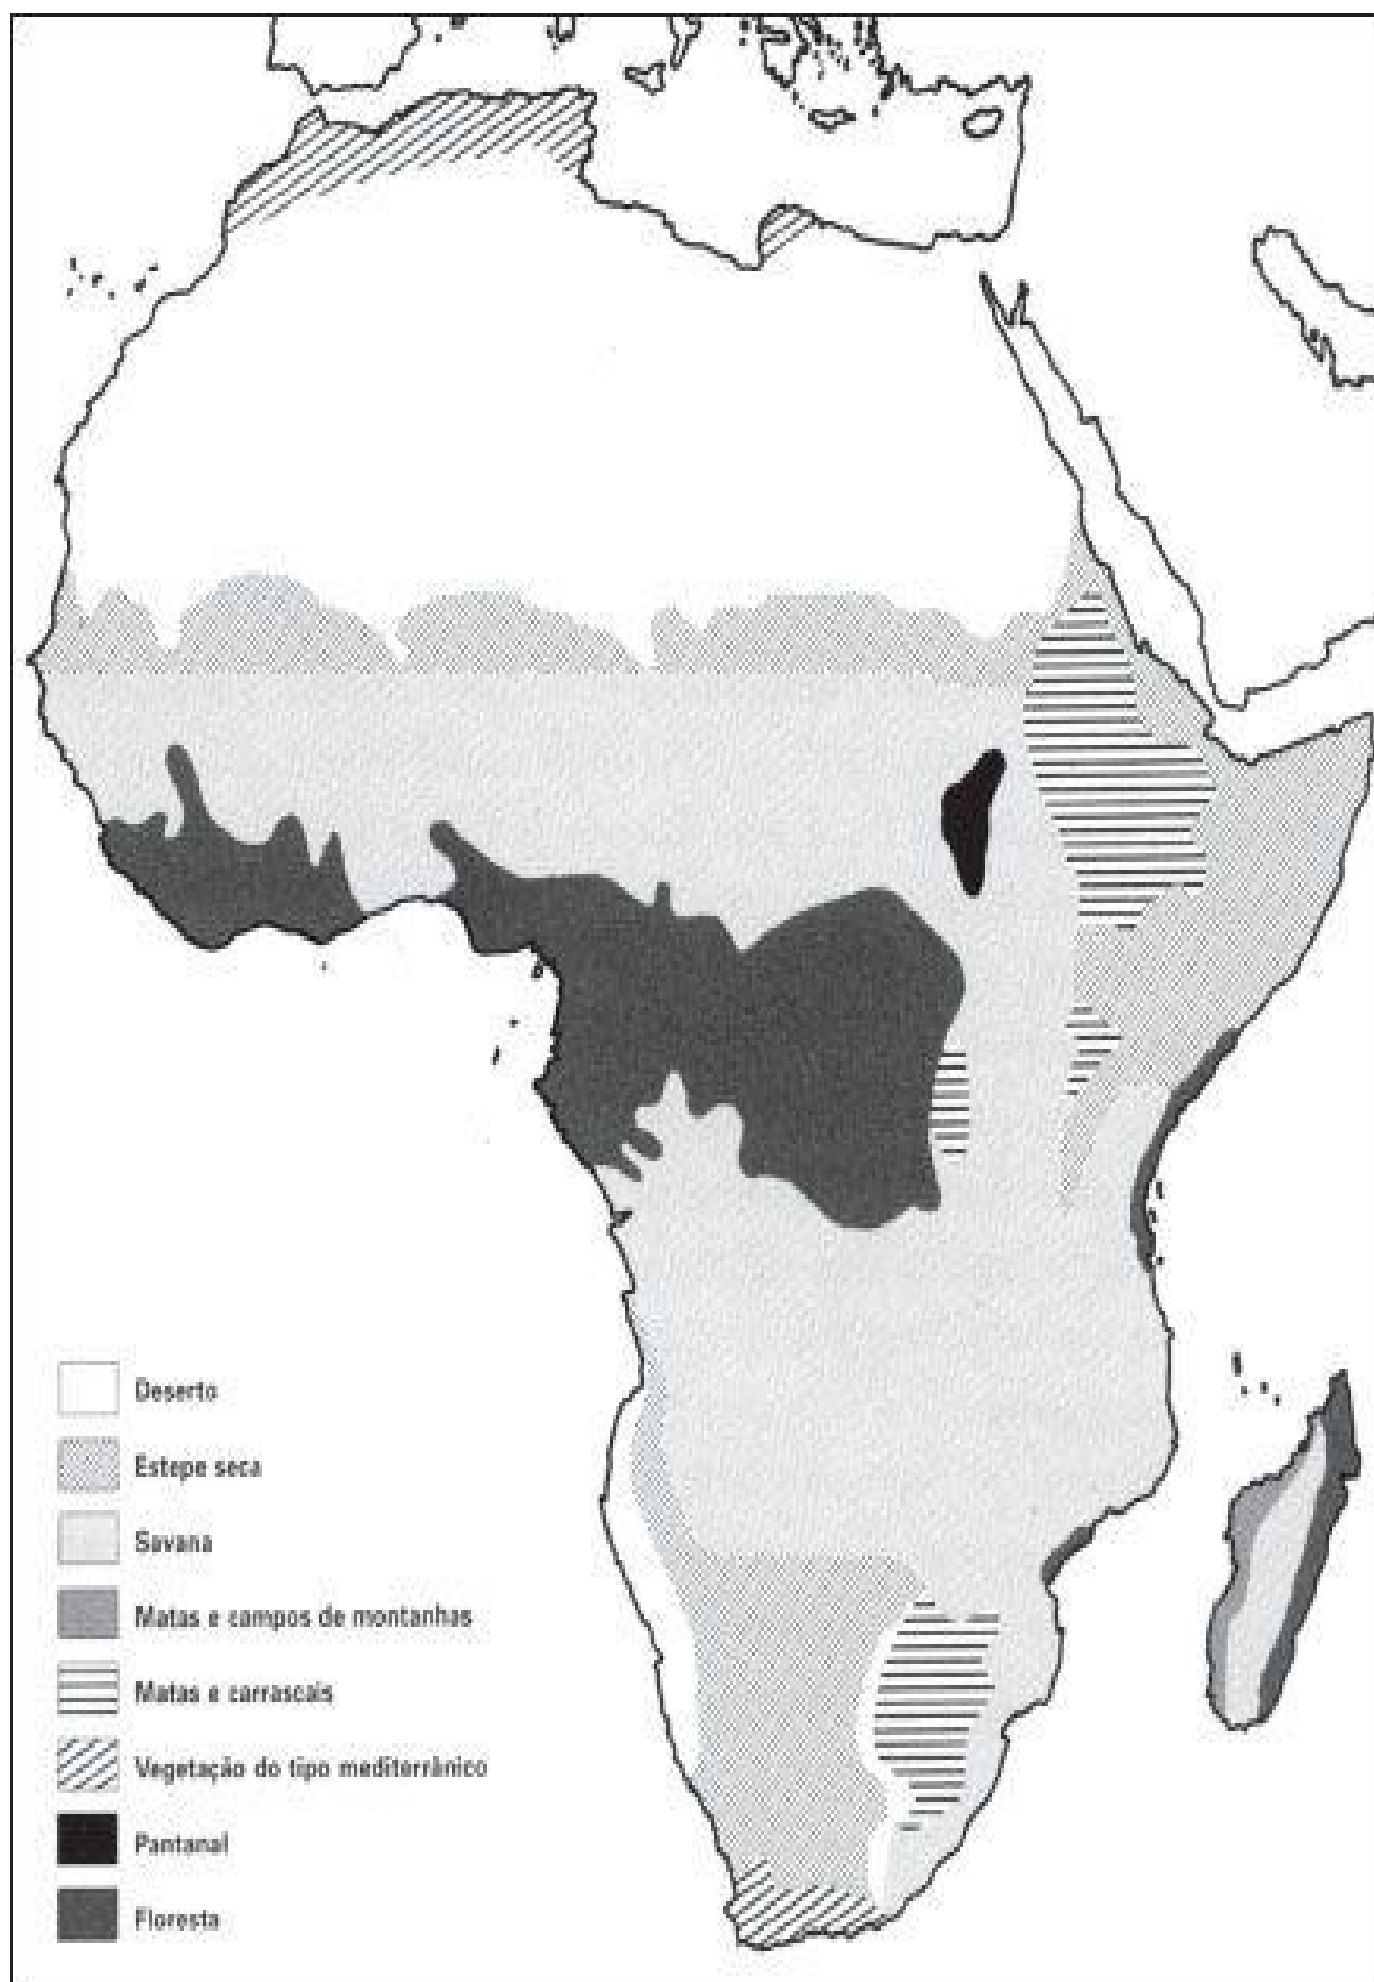 Deserto
Estepe seca
Savana
Matas e campos de montanhas
Matas e carrascais
Vegetação do tipo mediterrânico
Pantanal
Floresta